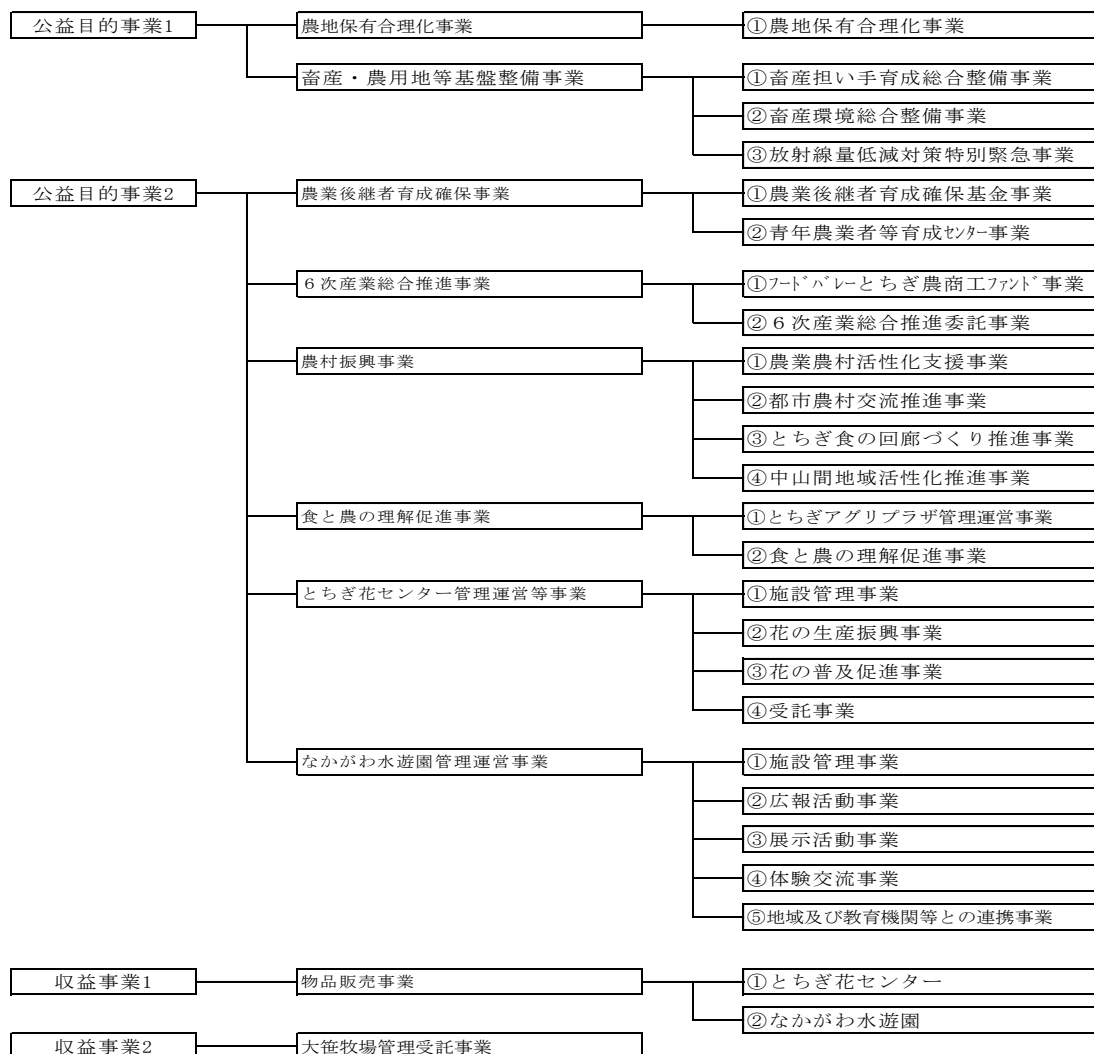 公益目的事業1 農地保有合理化事業 ①農地保有合理化事業
畜産・農用地等基盤整備事業 ①畜産担い手育成総合整備事業
②畜産環境総合整備事業
③放射線量低減対策特別緊急事業
公益目的事業2 農業後継者育成確保事業 ①農業後継者育成確保基金事業
②青年農業者等育成ｾﾝﾀｰ事業
６次産業総合推進事業 ①ﾌｰﾄﾞﾊﾞﾚｰとちぎ農商工ﾌｧﾝﾄﾞ事業
②６次産業総合推進委託事業
農村振興事業 ①農業農村活性化支援事業
②都市農村交流推進事業
③とちぎ食の回廊づくり推進事業
④中山間地域活性化推進事業
食と農の理解促進事業 ①とちぎアグリプラザ管理運営事業
②食と農の理解促進事業
とちぎ花センター管理運営等事業 ①施設管理事業
②花の生産振興事業
③花の普及促進事業
④受託事業
なかがわ水遊園管理運営事業 ①施設管理事業
②広報活動事業
③展示活動事業
④体験交流事業
⑤地域及び教育機関等との連携事業
収益事業1 物品販売事業 ①とちぎ花センター
②なかがわ水遊園
収益事業2 大笹牧場管理受託事業